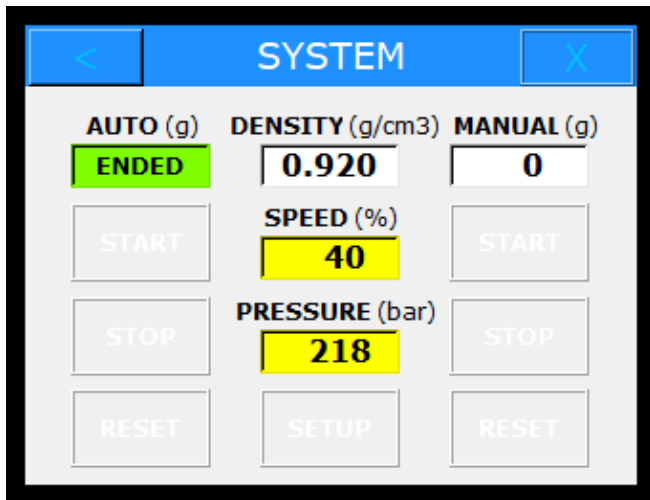 < SYSTEM X
AUTO (g) DENSITY (g/cm3) MANUAL (g)
ENDED 0.920 0
SPEED (%)
START 40 START
PRESSURE (bar)
STOP 218 STOP
RESET SETUP RESET